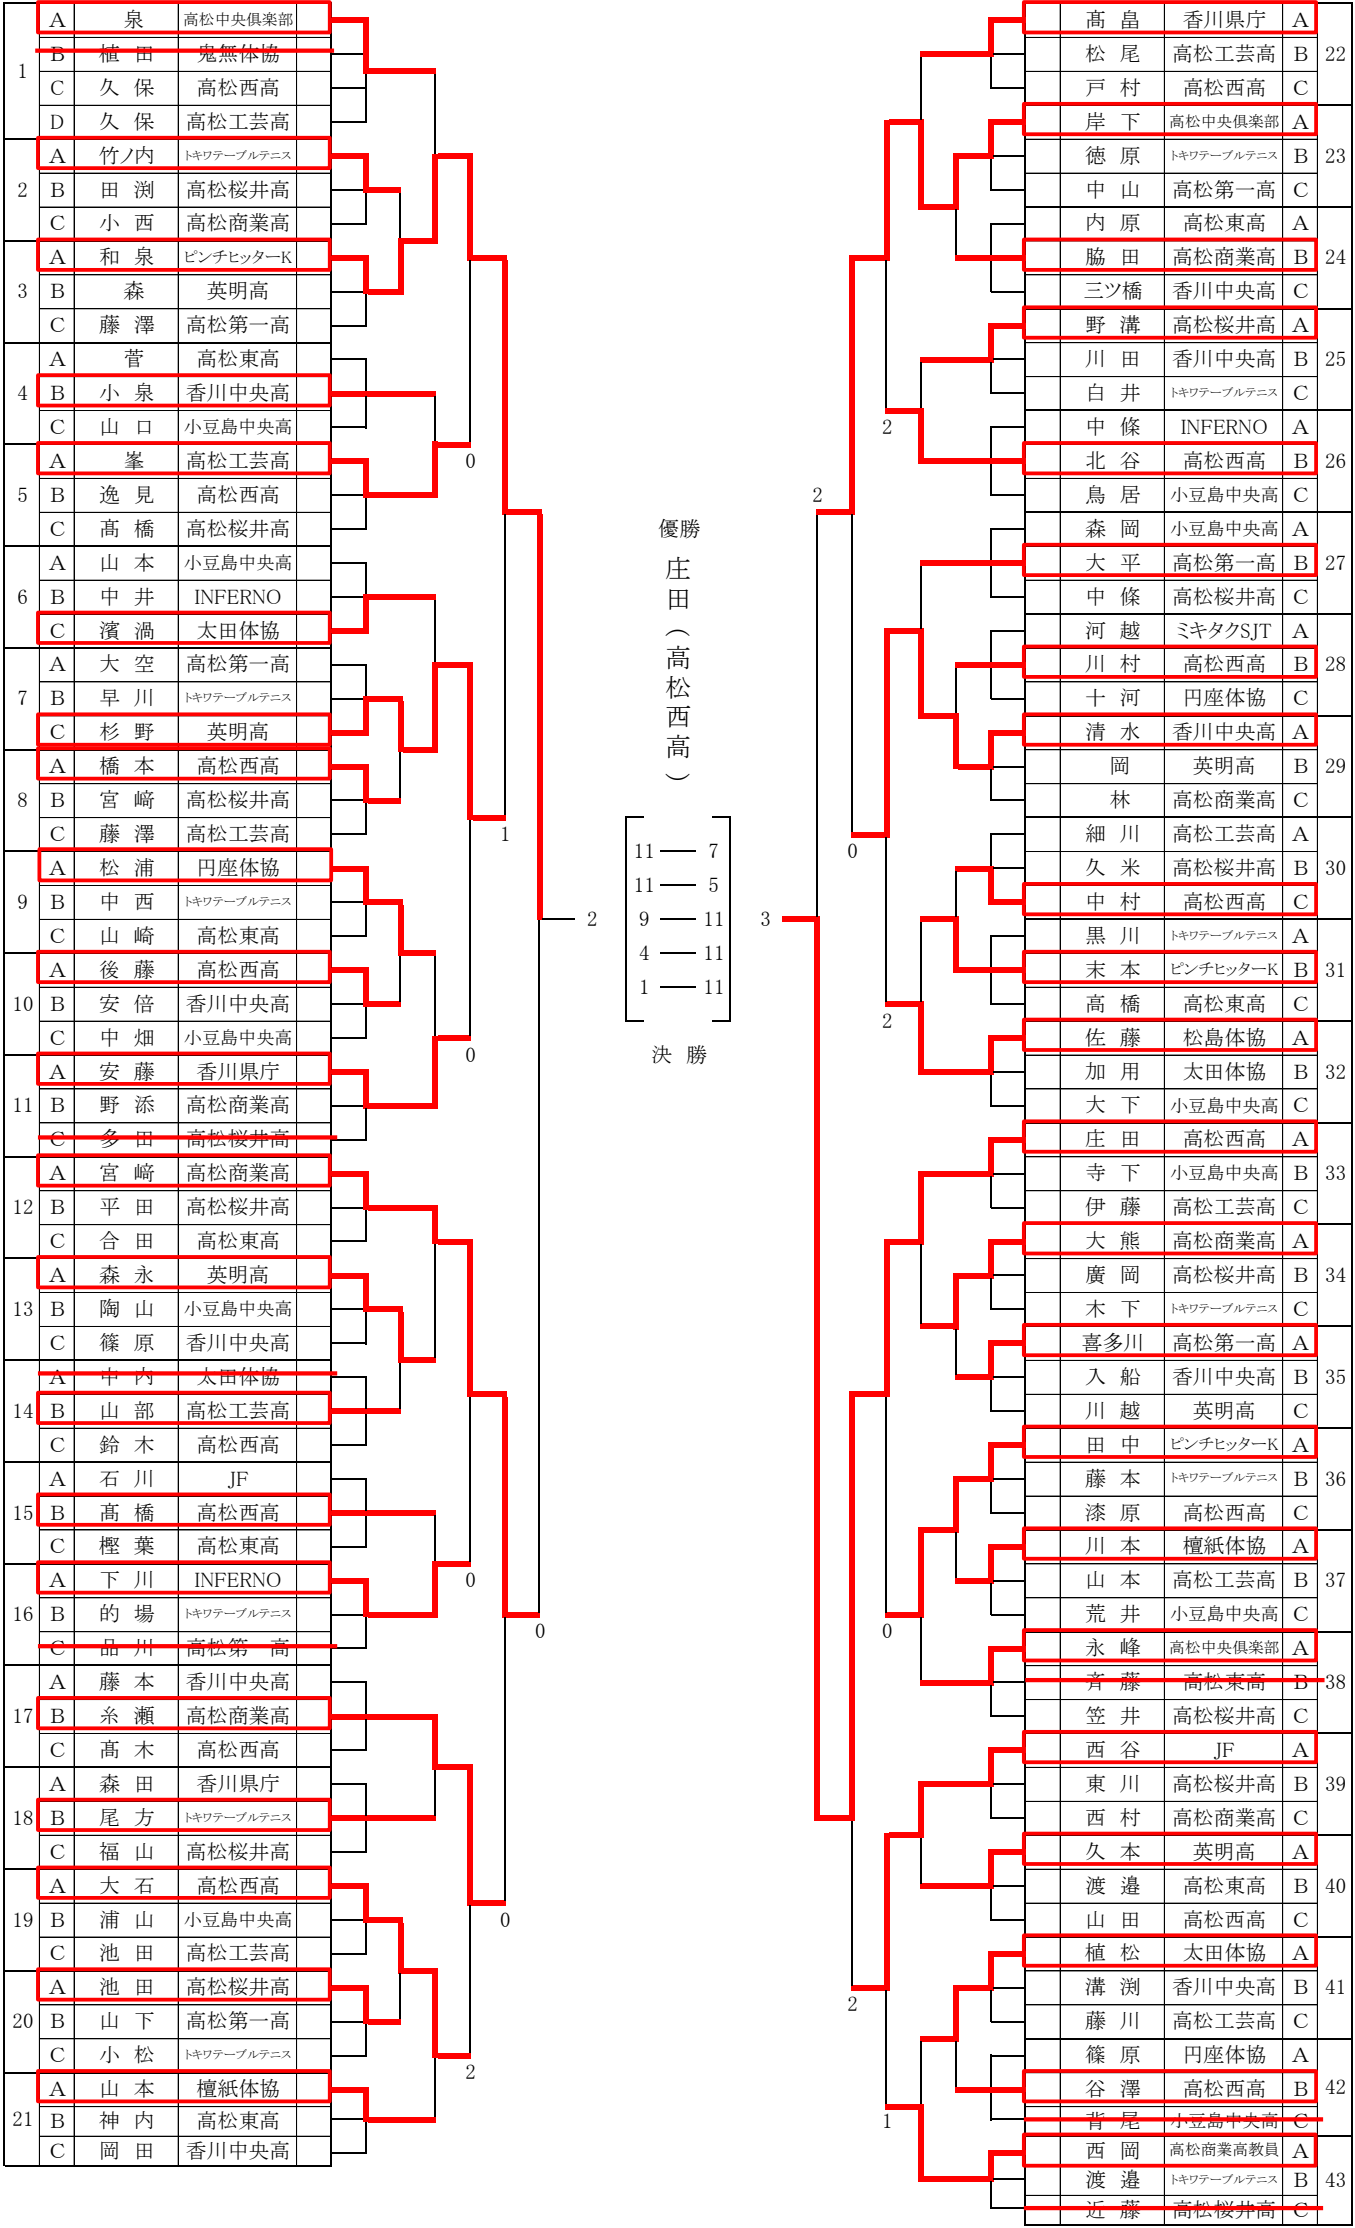 1
A 泉 高松中央倶楽部
B 植田 鬼無体協
C 久保 高松西高
D 久保 高松工芸高
2
A 竹ノ内 トキワテーブルテニス
B 田渕 高松桜井高
C 小西 高松商業高
3
A 和泉 ピンチヒッターK
B 森 英明高
C 藤澤 高松第一高
4
A 菅 高松東高
B 小泉 香川中央高
C 山口 小豆島中央高
5
A 峯 高松工芸高
B 逸見 高松西高
C 髙橋 高松桜井高
6
A 山本 小豆島中央高
B 中井 INFERNO
C 濱渦 太田体協
7
A 大空 高松第一高
B 早川 トキワテーブルテニス
C 杉野 英明高
8
A 橋本 高松西高
B 宮﨑 高松桜井高
C 藤澤 高松工芸高
9
A 松浦 円座体協
B 中西 トキワテーブルテニス
C 山崎 高松東高
10
A 後藤 高松西高
B 安倍 香川中央高
C 中畑 小豆島中央高
11
A 安藤 香川県庁
B 野添 高松商業高
C 多田 高松桜井高
12
A 宮﨑 高松商業高
B 平田 高松桜井高
C 合田 高松東高
13
A 森永 英明高
B 陶山 小豆島中央高
C 篠原 香川中央高
14
A 中内 太田体協
B 山部 高松工芸高
C 鈴木 高松西高
15
A 石川 JF
B 髙橋 高松西高
C 樫葉 高松東高
16
A 下川 INFERNO
B 的場 トキワテーブルテニス
C 品川 高松第一高
17
A 藤本 香川中央高
B 糸瀬 高松商業高
C 髙木 高松西高
18
A 森田 香川県庁
B 尾方 トキワテーブルテニス
C 福山 高松桜井高
19
A 大石 高松西高
B 浦山 小豆島中央高
C 池田 高松工芸高
20
A 池田 高松桜井高
B 山下 高松第一高
C 小松 トキワテーブルテニス
21
A 山本 檀紙体協
B 神内 高松東高
C 岡田 香川中央高
0
1
0
0
0
0
2
2
優勝
庄田（高松西高）
11 — 7
11 — 5
9 — 11
4 — 11
1 — 11
決勝
3
2
2
0
2
0
2
1
髙畠 香川県庁 A
松尾 高松工芸高 B
戸村 高松西高 C
22
岸下 高松中央倶楽部 A
徳原 トキワテーブルテニス B
中山 高松第一高 C
23
内原 高松東高 A
脇田 高松商業高 B
三ツ橋 香川中央高 C
24
野溝 高松桜井高 A
川田 香川中央高 B
白井 トキワテーブルテニス C
25
中條 INFERNO A
北谷 高松西高 B
鳥居 小豆島中央高 C
26
森岡 小豆島中央高 A
大平 高松第一高 B
中條 高松桜井高 C
27
河越 ミキタクSJT A
川村 高松西高 B
十河 円座体協 C
28
清水 香川中央高 A
岡 英明高 B
林 高松商業高 C
29
細川 高松工芸高 A
久米 高松桜井高 B
中村 高松西高 C
30
黒川 トキワテーブルテニス A
末本 ピンチヒッターK B
高橋 高松東高 C
31
佐藤 松島体協 A
加用 太田体協 B
大下 小豆島中央高 C
32
庄田 高松西高 A
寺下 小豆島中央高 B
伊藤 高松工芸高 C
33
大熊 高松商業高 A
廣岡 高松桜井高 B
木下 トキワテーブルテニス C
34
喜多川 高松第一高 A
入船 香川中央高 B
川越 英明高 C
35
田中 ピンチヒッターK A
藤本 トキワテーブルテニス B
漆原 高松西高 C
36
川本 檀紙体協 A
山本 高松工芸高 B
荒井 小豆島中央高 C
37
永峰 高松中央倶楽部 A
斉藤 高松東高 B
笠井 高松桜井高 C
38
西谷 JF A
東川 高松桜井高 B
西村 高松商業高 C
39
久本 英明高 A
渡邉 高松東高 B
山田 高松西高 C
40
植松 太田体協 A
溝渕 香川中央高 B
藤川 高松工芸高 C
41
篠原 円座体協 A
谷澤 高松西高 B
背尾 小豆島中央高 C
42
西岡 高松商業高教員 A
渡邉 トキワテーブルテニス B
近藤 高松桜井高 C
43